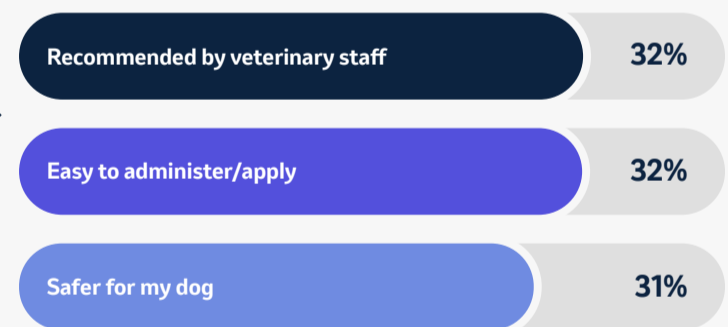 Recommended by veterinary staff 32%
Easy to administer/apply 32%
Safer for my dog 31%